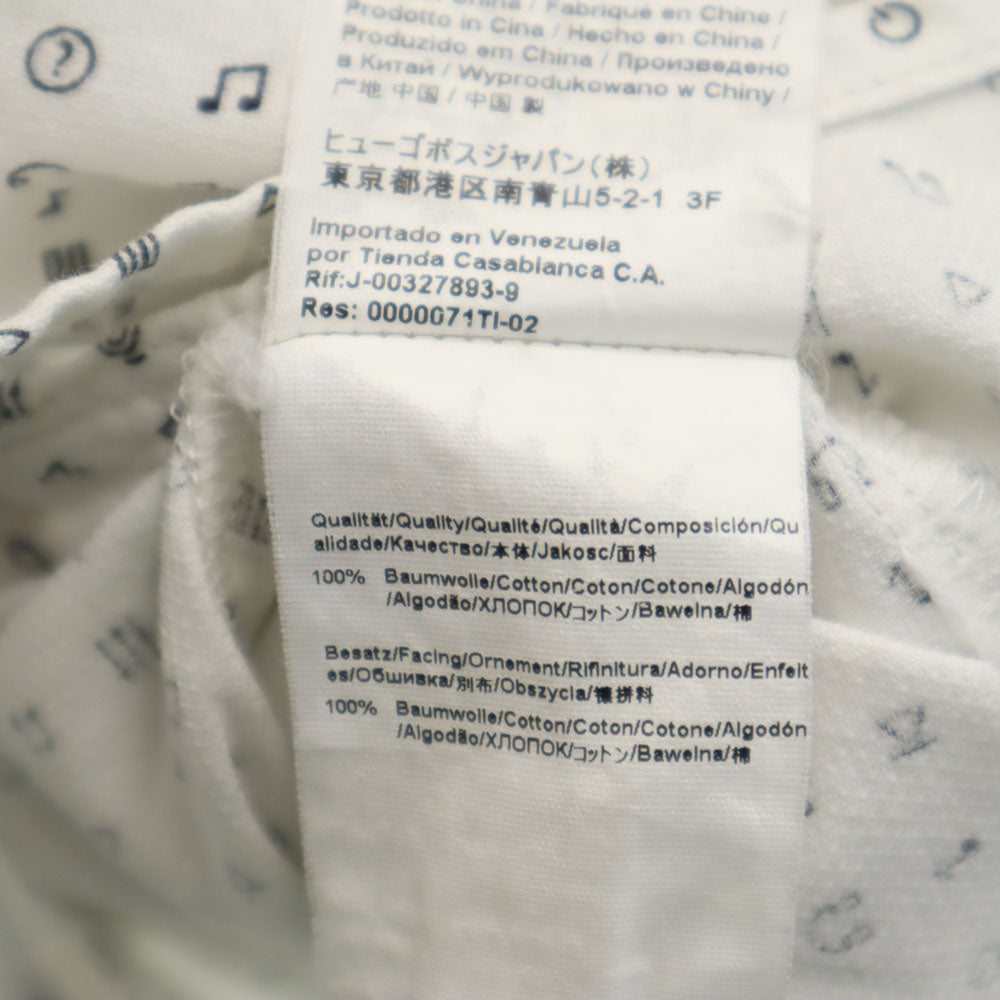 China / Fabriqué en Chine /
Prodotto in Cina / Hecho en China /
Produzido em China / Произведено
в Китай / Wyprodukowano w Chiny /
产地 中国 / 中国 製
ヒューゴボスジャパン(株)
東京都港区南青山5-2-1 3F
Importado en Venezuela
por Tienda Casablanca C.A.
Rif:J-00327893-9
Res: 0000071TI-02
Qualität/Quality/Qualité/Qualità/Composición/Qu
alidade/Качество/本体/Jakosc/面料
100% Baumwolle/Cotton/Coton/Cotone/Algodón
/Algodão/ХЛОПОК/コットン/Bawelna/棉
Besatz/Facing/Ornement/Rifinitura/Adorno/Enfeit
es/Обшивка/別布/Obszycia/镶拼料
100% Baumwolle/Cotton/Coton/Cotone/Algodón
/Algodão/ХЛОПОК/コットン/Bawelna/棉